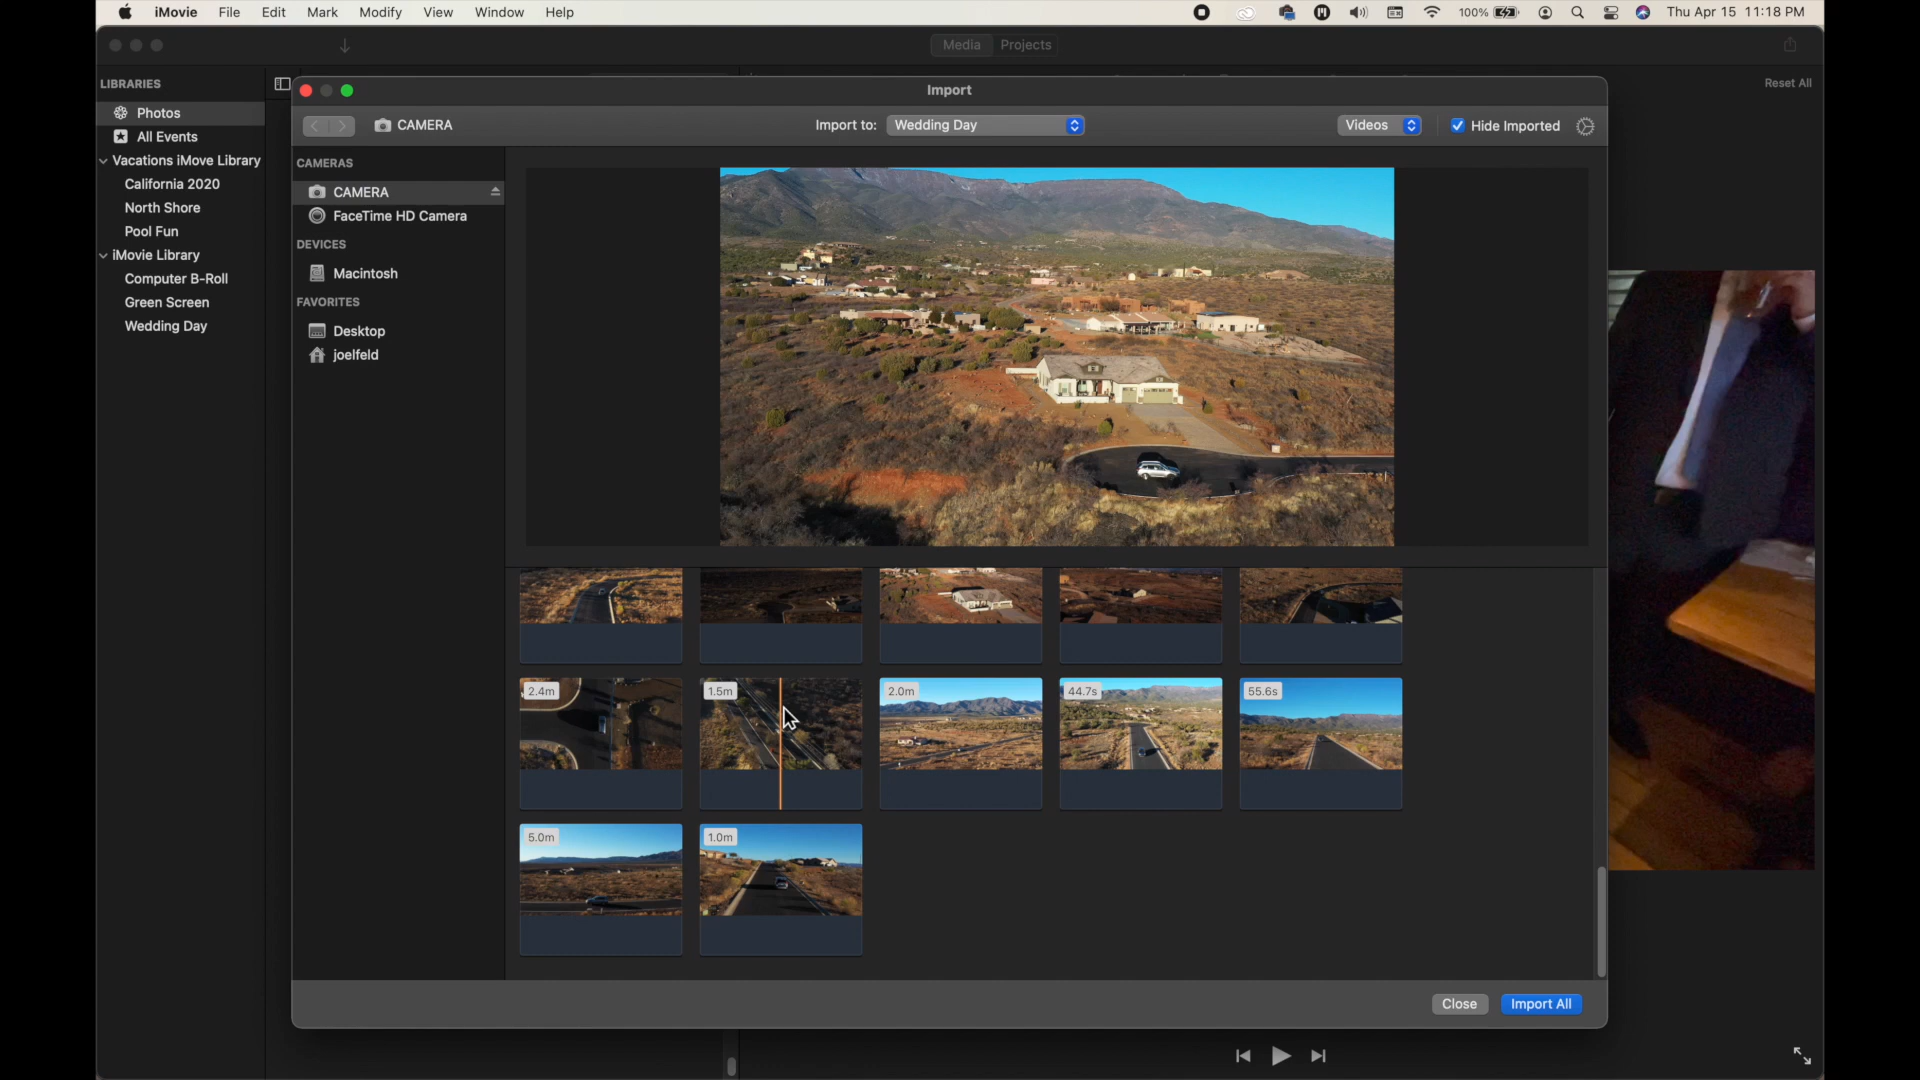 iMovie File Edit Mark Modify View Window Help
100% Thu Apr 15 11:18 PM
Media Projects
LIBRARIES
Reset All
Photos
All Events
Vacations iMove Library
California 2020
North Shore
Pool Fun
iMovie Library
Computer B-Roll
Green Screen
Wedding Day
Import
CAMERA
Import to: Wedding Day
Videos
Hide Imported
CAMERAS
CAMERA
FaceTime HD Camera
DEVICES
Macintosh
FAVORITES
Desktop
joelfeld
2.4m
1.5m
2.0m
44.7s
55.6s
5.0m
1.0m
Close
Import All